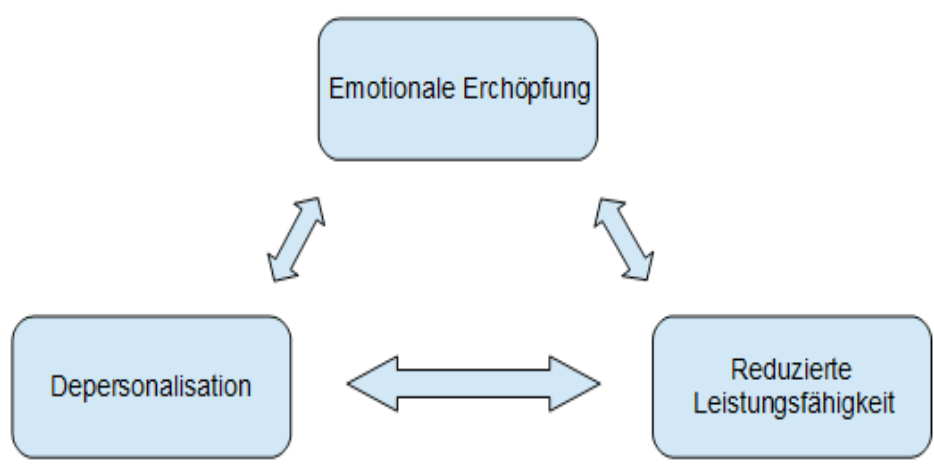 Emotionale Erchöpfung
Depersonalisation
Reduzierte
Leistungsfähigkeit